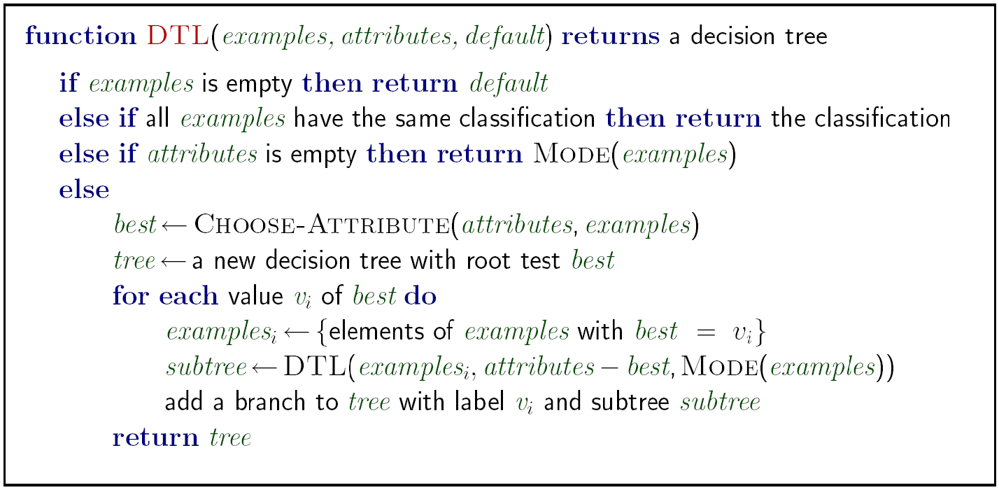 function DTL(examples, attributes, default) returns a decision tree
if examples is empty then return default
else if all examples have the same classification then return the classification
else if attributes is empty then return MODE(examples)
else
best ← CHOOSE-ATTRIBUTE(attributes, examples)
tree ← a new decision tree with root test best
for each value vᵢ of best do
examplesᵢ ← {elements of examples with best = vᵢ}
subtree ← DTL(examplesᵢ, attributes − best, MODE(examples))
add a branch to tree with label vᵢ and subtree subtree
return tree